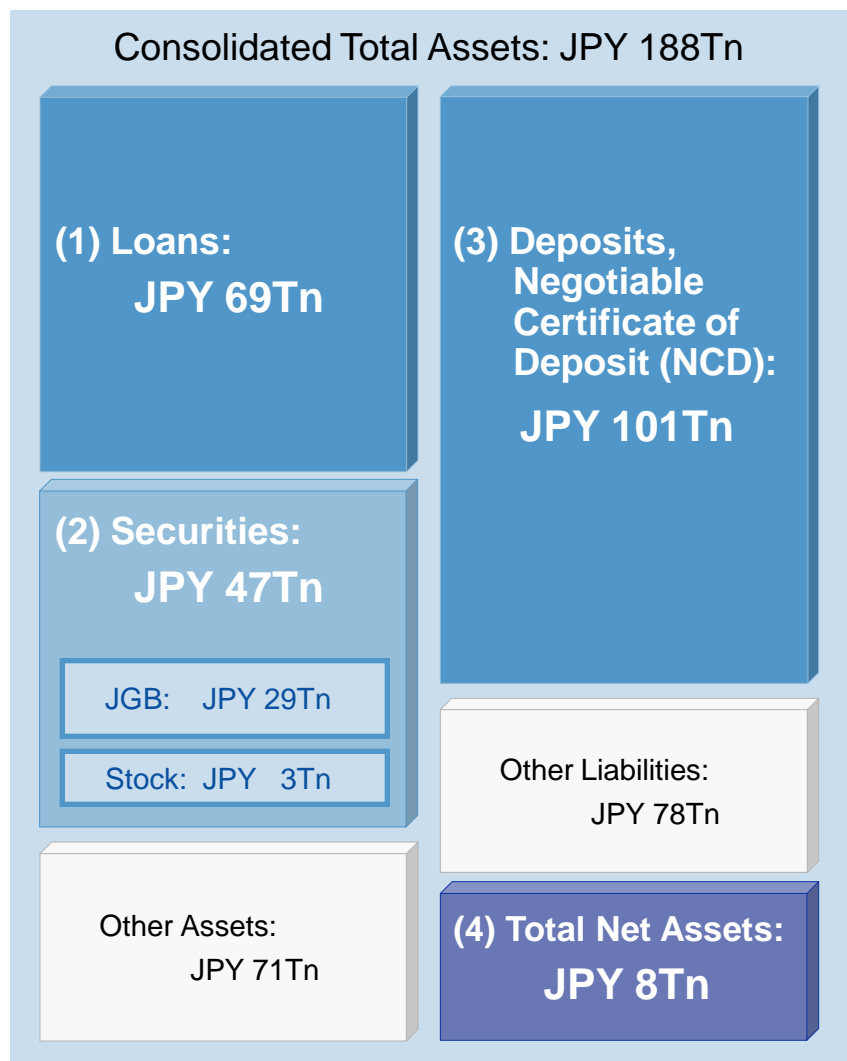 Consolidated Total Assets: JPY 188Tn
(1) Loans:
JPY 69Tn
(2) Securities:
JPY 47Tn
JGB: JPY 29Tn
Stock: JPY 3Tn
Other Assets:
JPY 71Tn
(3) Deposits,
Negotiable
Certificate of
Deposit (NCD):
JPY 101Tn
Other Liabilities:
JPY 78Tn
(4) Total Net Assets:
JPY 8Tn